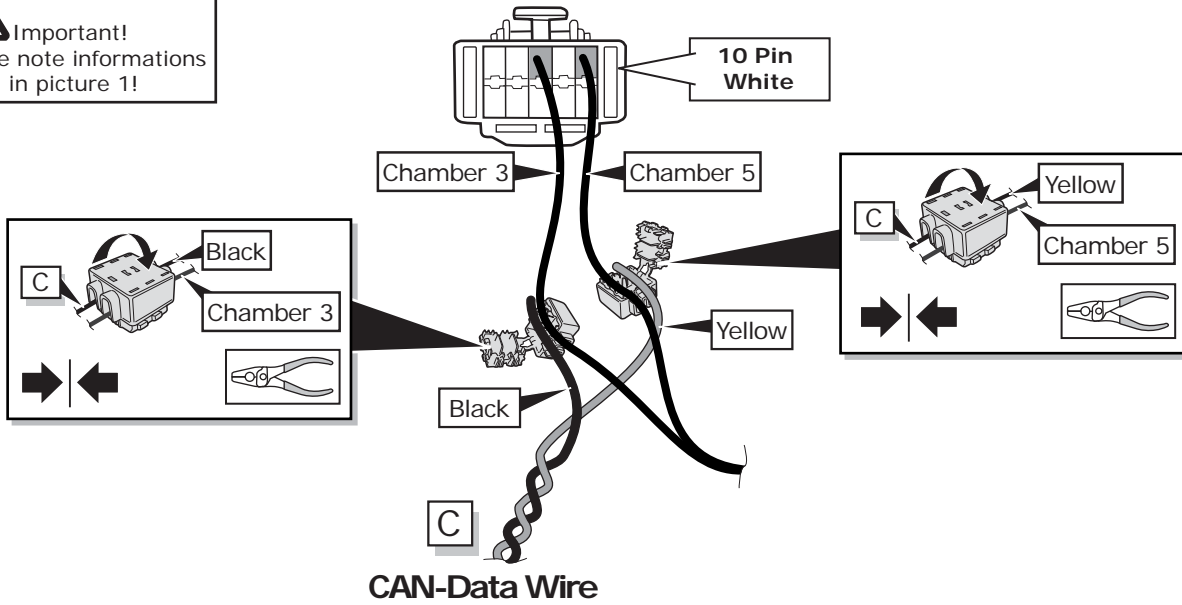 Important!
note informations
in picture 1!
10 Pin
White
Chamber 3
Chamber 5
C
Black
Chamber 3
C
Yellow
Chamber 5
Yellow
Black
C
CAN-Data Wire